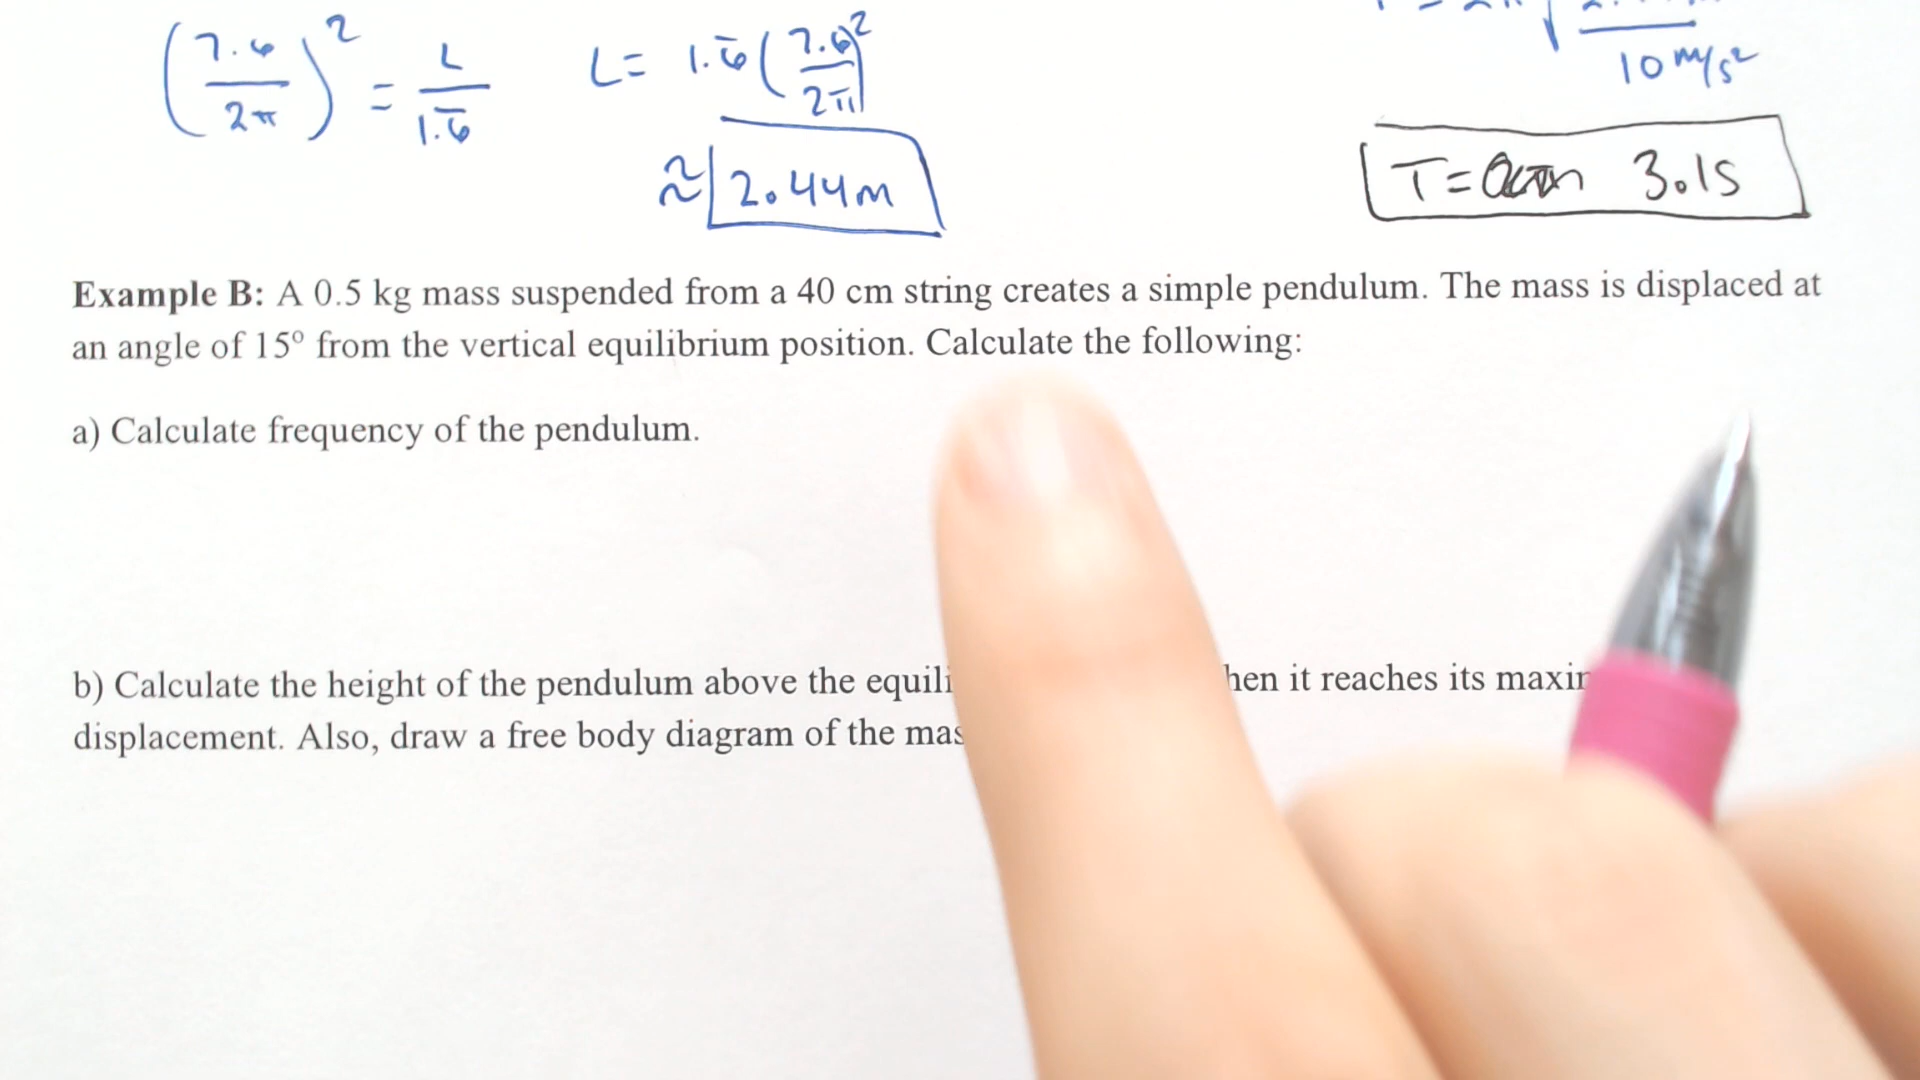 (7.6/2π)² = L/1.6̄
L = 1.6̄(7.6/2π)²
≈ 2.44m
10 m/s²
T = 3.1s
Example B: A 0.5 kg mass suspended from a 40 cm string creates a simple pendulum. The mass is displaced at
an angle of 15° from the vertical equilibrium position. Calculate the following:
a) Calculate frequency of the pendulum.
b) Calculate the height of the pendulum above the equili hen it reaches its maxi
displacement. Also, draw a free body diagram of the mas